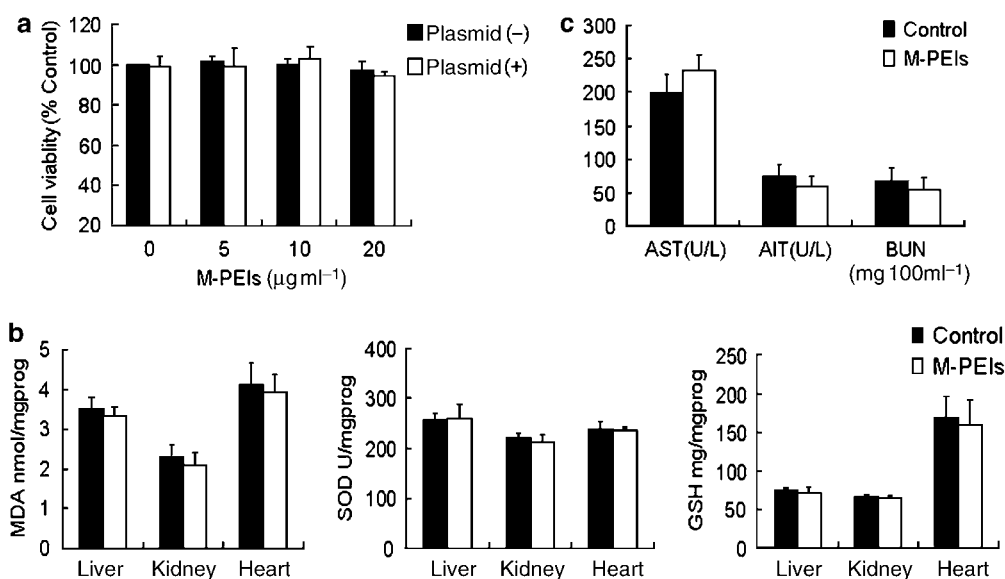 a
120
100
80
60
40
20
Cell viablity (% Control)
0 5 10 20
M-PEIs (µg ml−1)
Plasmid (−)
Plasmid (+)
c
300
250
200
150
100
50
0
AST(U/L) AlT(U/L) BUN
(mg 100ml−1)
Control
M-PEIs
b
5
4
3
2
1
0
MDA nmol/mgprog
Liver Kidney Heart
400
300
200
100
0
SOD U/mgprog
Liver Kidney Heart
250
200
150
100
50
0
GSH mg/mgprog
Liver Kidney Heart
Control
M-PEIs